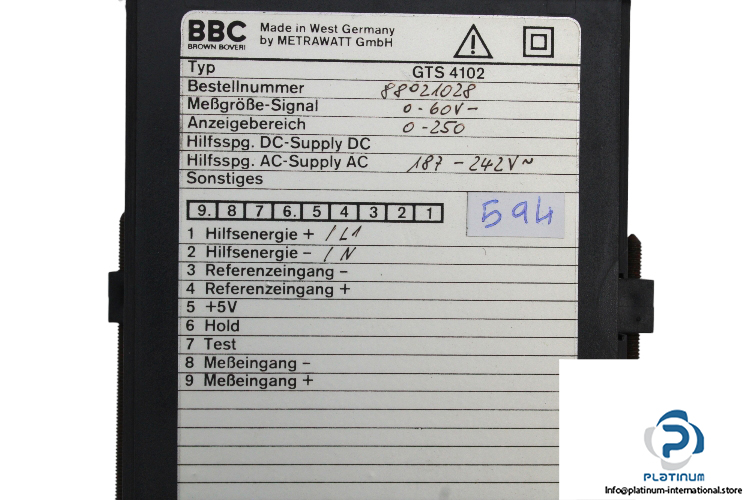 BBC
BROWN BOVERI
Made in West Germany
by METRAWATT GmbH
Typ GTS 4102
Bestellnummer 88021028
Meßgröße-Signal 0-60V-
Anzeigebereich 0-250
Hilfsspg. DC-Supply DC
Hilfsspg. AC-Supply AC 187-242V~
Sonstiges
9. 8 7 6. 5 4 3 2 1
594
1 Hilfsenergie + /L1
2 Hilfsenergie - /N
3 Referenzeingang -
4 Referenzeingang +
5 +5V
6 Hold
7 Test
8 Meßeingang -
9 Meßeingang +
PLATINUM
Info@platinum-international.store